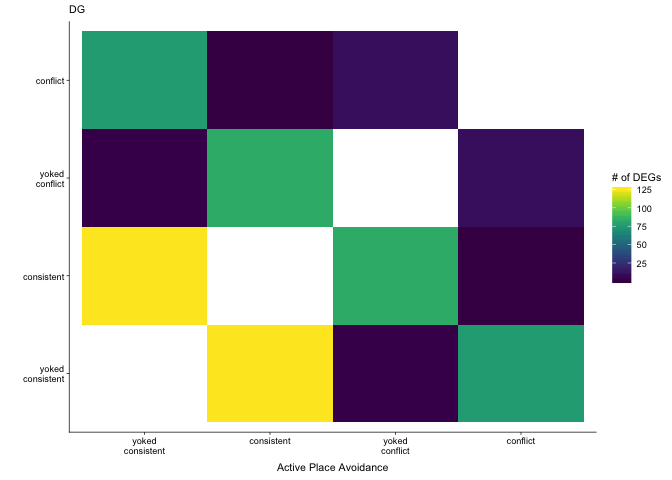 DG
conflict
yoked
conflict
consistent
yoked
consistent
yoked
consistent
consistent
yoked
conflict
conflict
Active Place Avoidance
# of DEGs
125
100
75
50
25